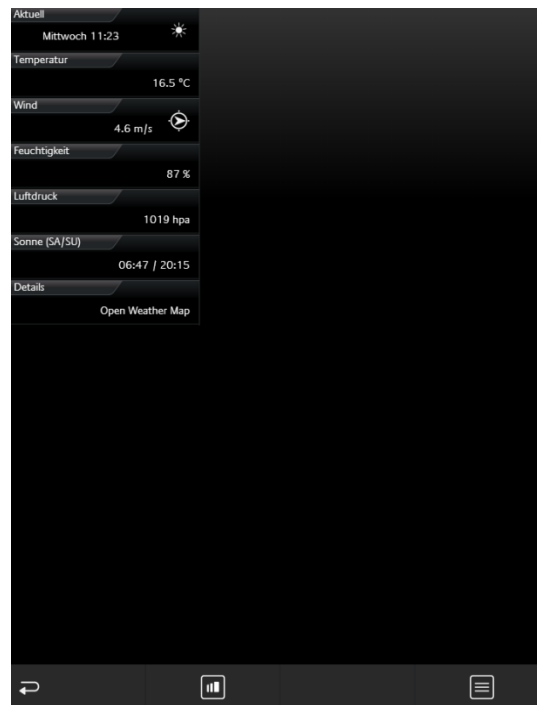 Aktuell
Mittwoch 11:23
Temperatur
16.5 °C
Wind
4.6 m/s
Feuchtigkeit
87 %
Luftdruck
1019 hpa
Sonne (SA/SU)
06:47 / 20:15
Details
Open Weather Map